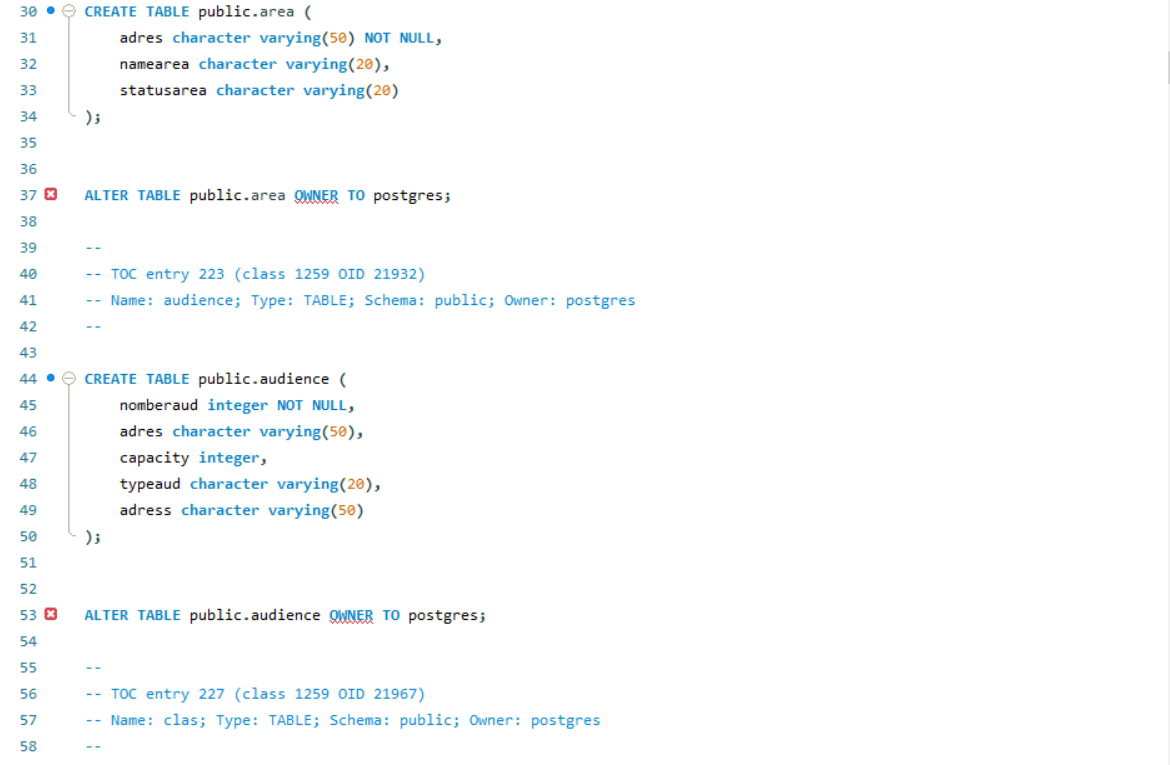 30 CREATE TABLE public.area (
31 adres character varying(50) NOT NULL,
32 namearea character varying(20),
33 statusarea character varying(20)
34 );
35
36
37 ALTER TABLE public.area OWNER TO postgres;
38
39 --
40 -- TOC entry 223 (class 1259 OID 21932)
41 -- Name: audience; Type: TABLE; Schema: public; Owner: postgres
42 --
43
44 CREATE TABLE public.audience (
45 nomberaud integer NOT NULL,
46 adres character varying(50),
47 capacity integer,
48 typeaud character varying(20),
49 adress character varying(50)
50 );
51
52
53 ALTER TABLE public.audience OWNER TO postgres;
54
55 --
56 -- TOC entry 227 (class 1259 OID 21967)
57 -- Name: clas; Type: TABLE; Schema: public; Owner: postgres
58 --